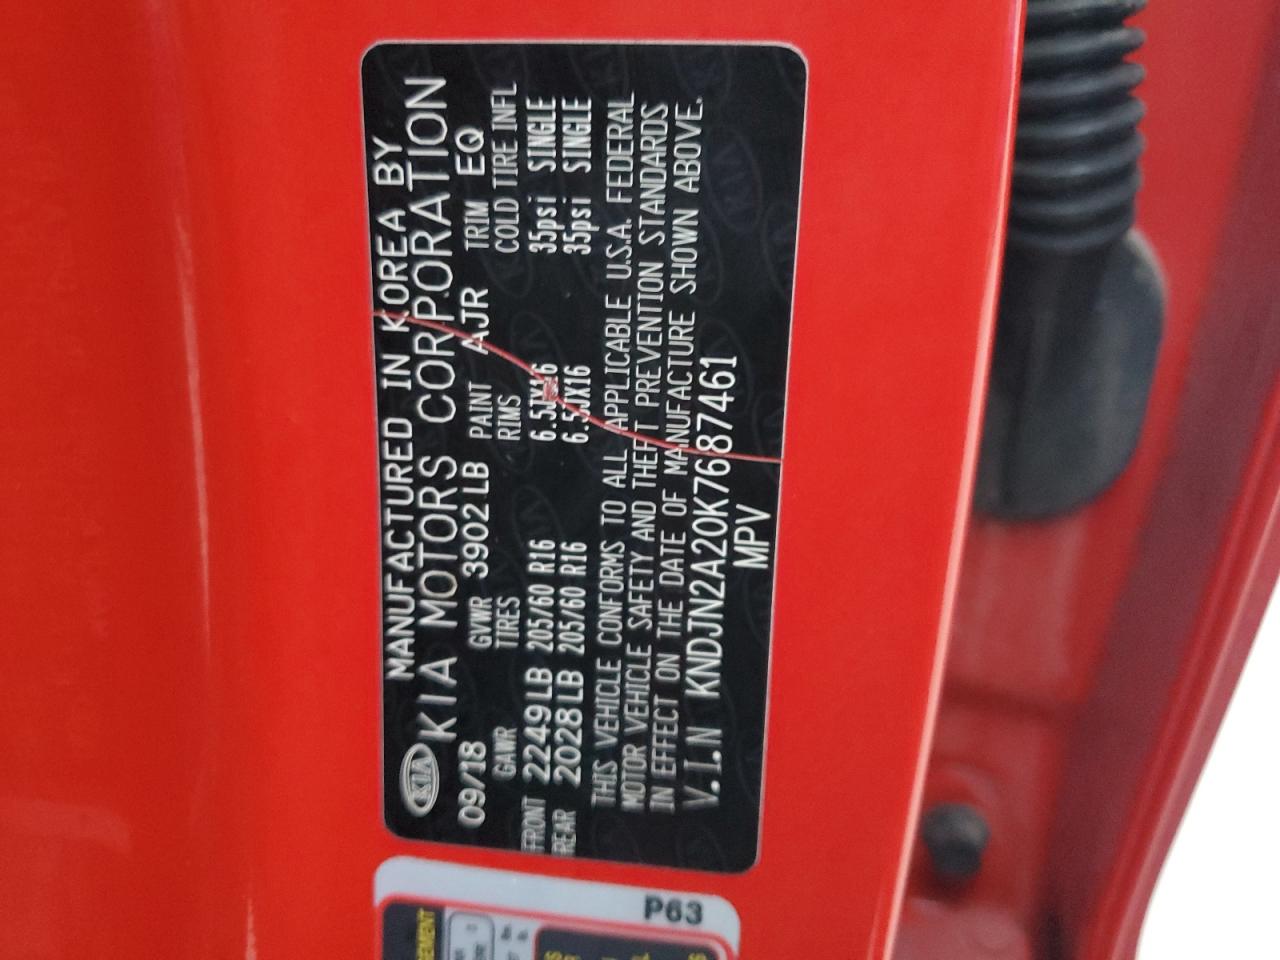 MANUFACTURED IN KOREA BY
KIA KIA MOTORS CORPORATION
09/18 GVWR 3902LB PAINT AJR TRIM EQ
GAWR TIRES RIMS COLD TIRE INFL
FRONT 2249LB 205/60 R16 6.5JX16 35psi SINGLE
REAR 2028LB 205/60 R16 6.5JX16 35psi SINGLE
THIS VEHICLE CONFORMS TO ALL APPLICABLE U.S.A. FEDERAL
MOTOR VEHICLE SAFETY AND THEFT PREVENTION STANDARDS
IN EFFECT ON THE DATE OF MANUFACTURE SHOWN ABOVE.
V.I.N KNDJN2A20K7687461
MPV
P63